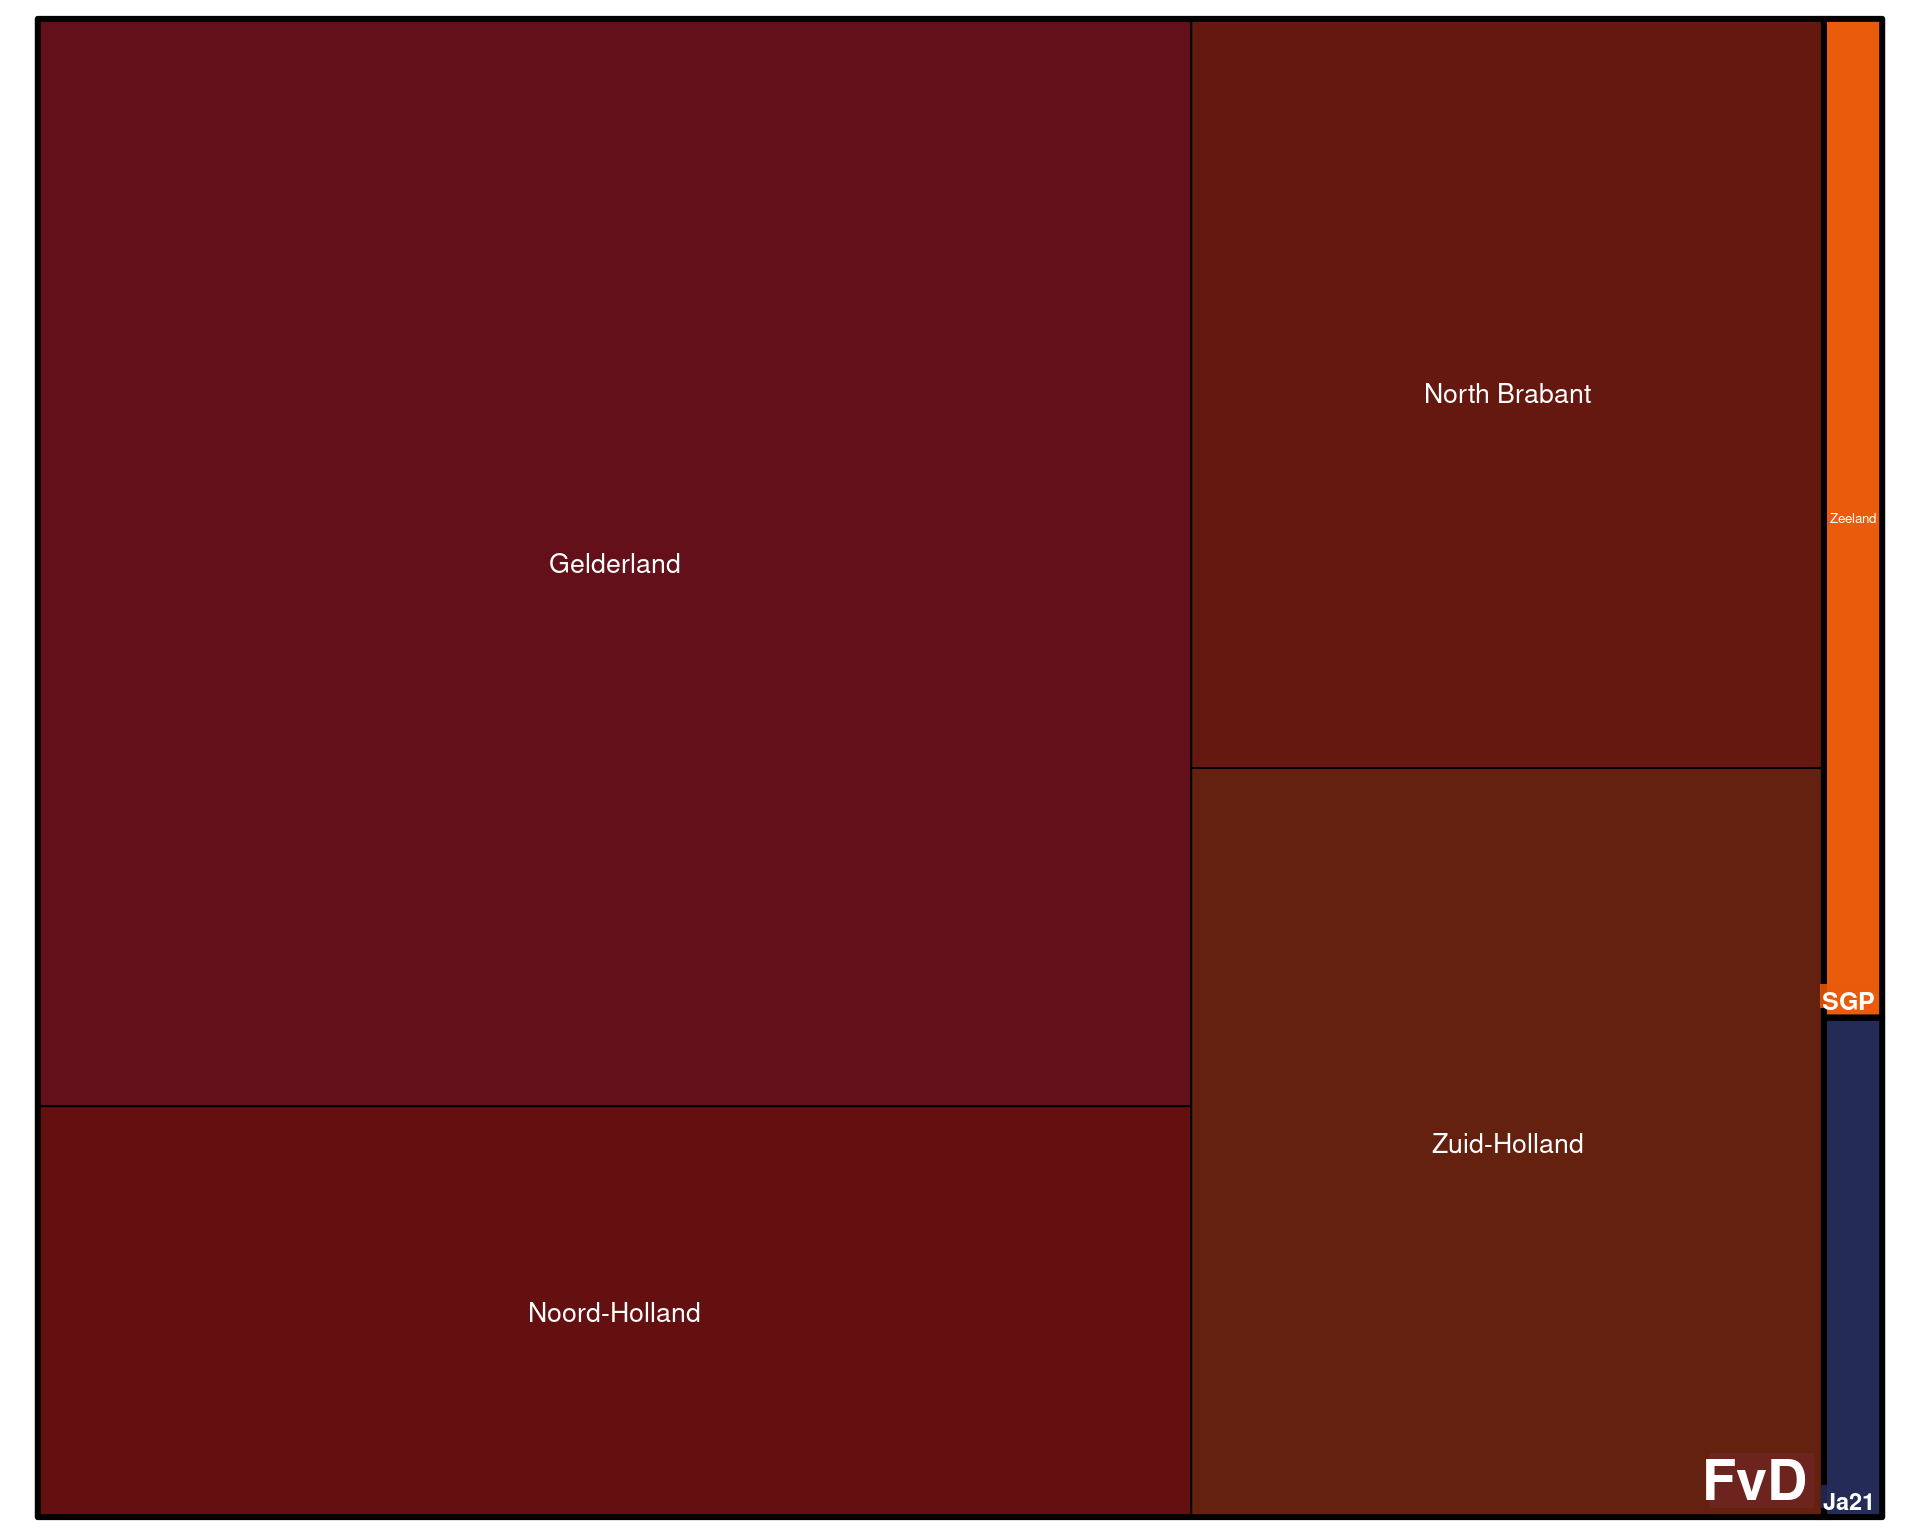 North Brabant
Zeeland
Gelderland
SGP
Zuid-Holland
Noord-Holland
FvD
Ja21